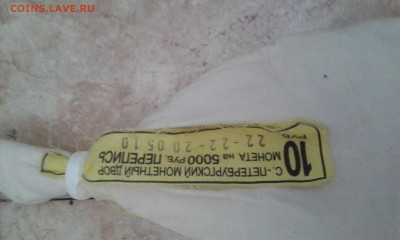 COINS.LAVE.RU
С.-ПЕТЕРБУРГСКИЙ МОНЕТНЫЙ ДВОР
10 РУБ
МОНЕТА на 5000 РУБ. ПЕРЕПИСЬ
22-22-20 05 10